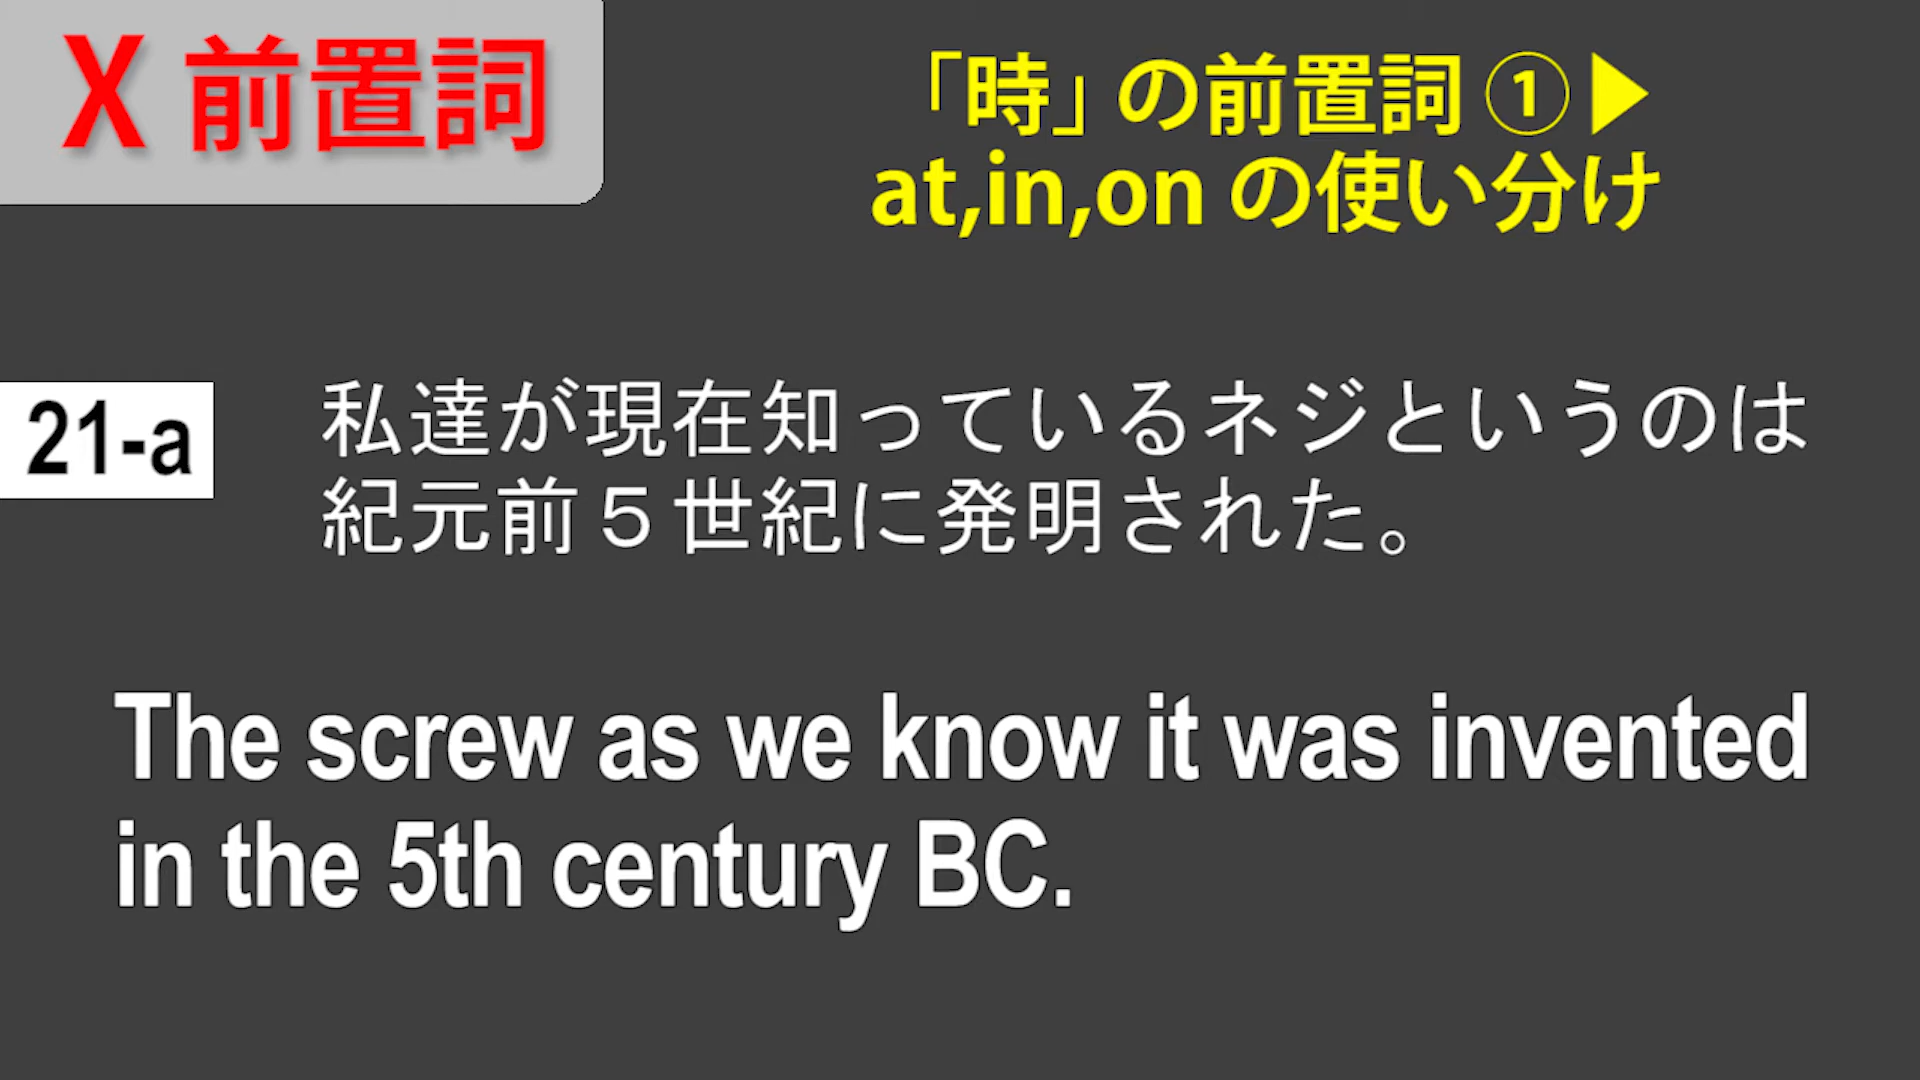 X 前置詞
「時」の前置詞 ①▶
at,in,on の使い分け
21-a
私達が現在知っているネジというのは
紀元前５世紀に発明された。
The screw as we know it was invented
in the 5th century BC.